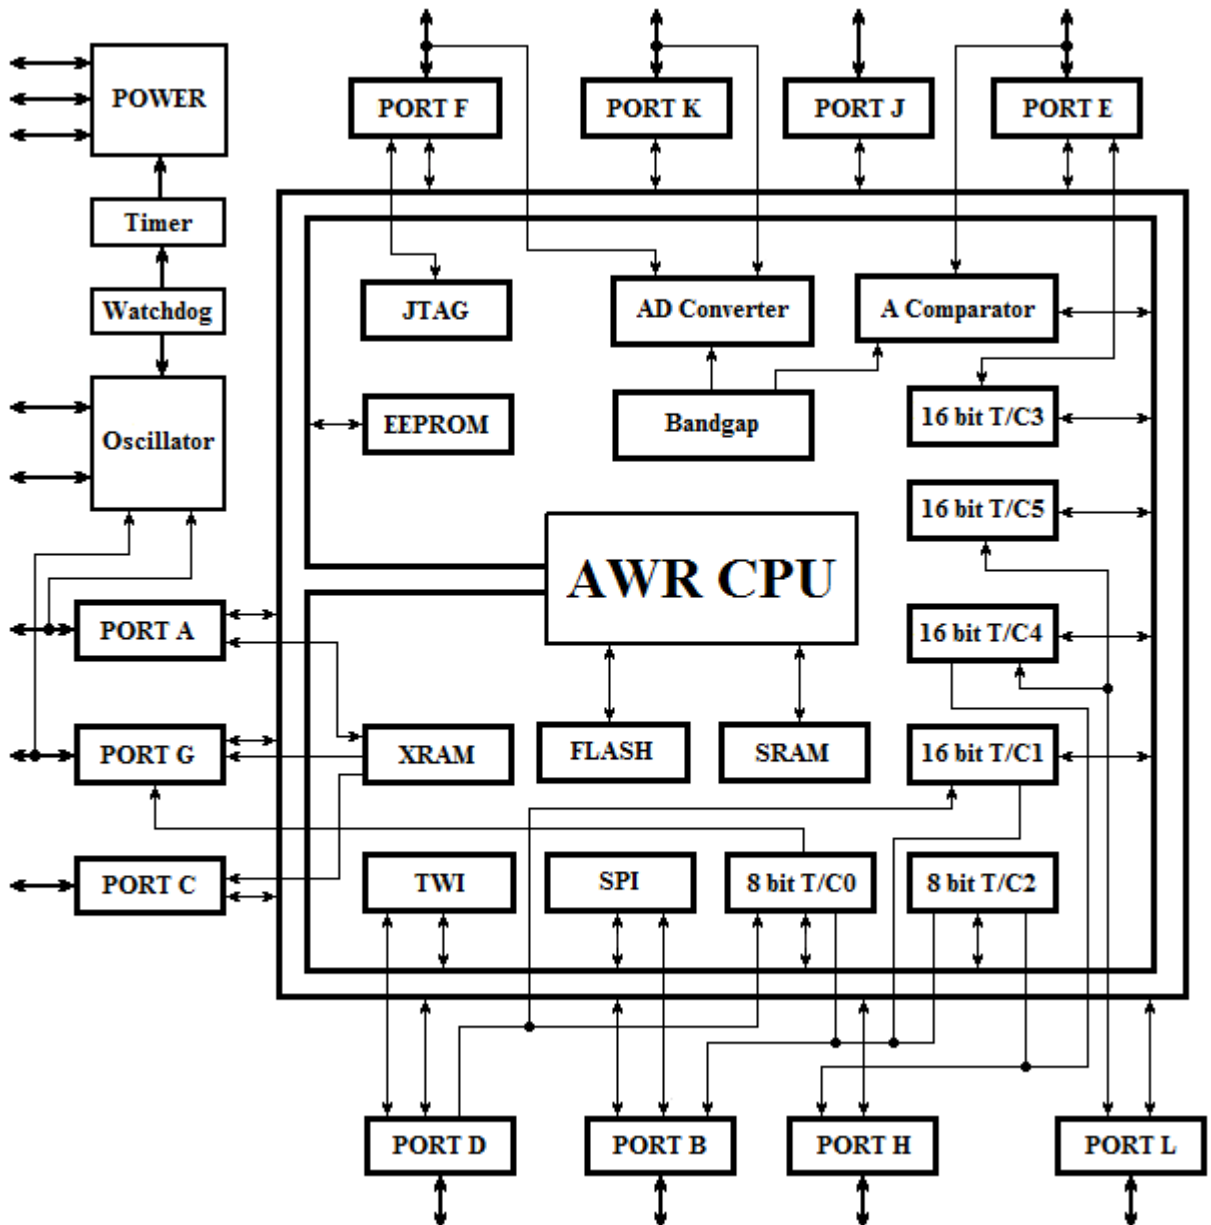 POWER
PORT F
PORT K
PORT J
PORT E
Timer
Watchdog
JTAG
AD Converter
A Comparator
Oscillator
EEPROM
Bandgap
16 bit T/C3
16 bit T/C5
AWR CPU
PORT A
16 bit T/C4
PORT G
XRAM
FLASH
SRAM
16 bit T/C1
PORT C
TWI
SPI
8 bit T/C0
8 bit T/C2
PORT D
PORT B
PORT H
PORT L